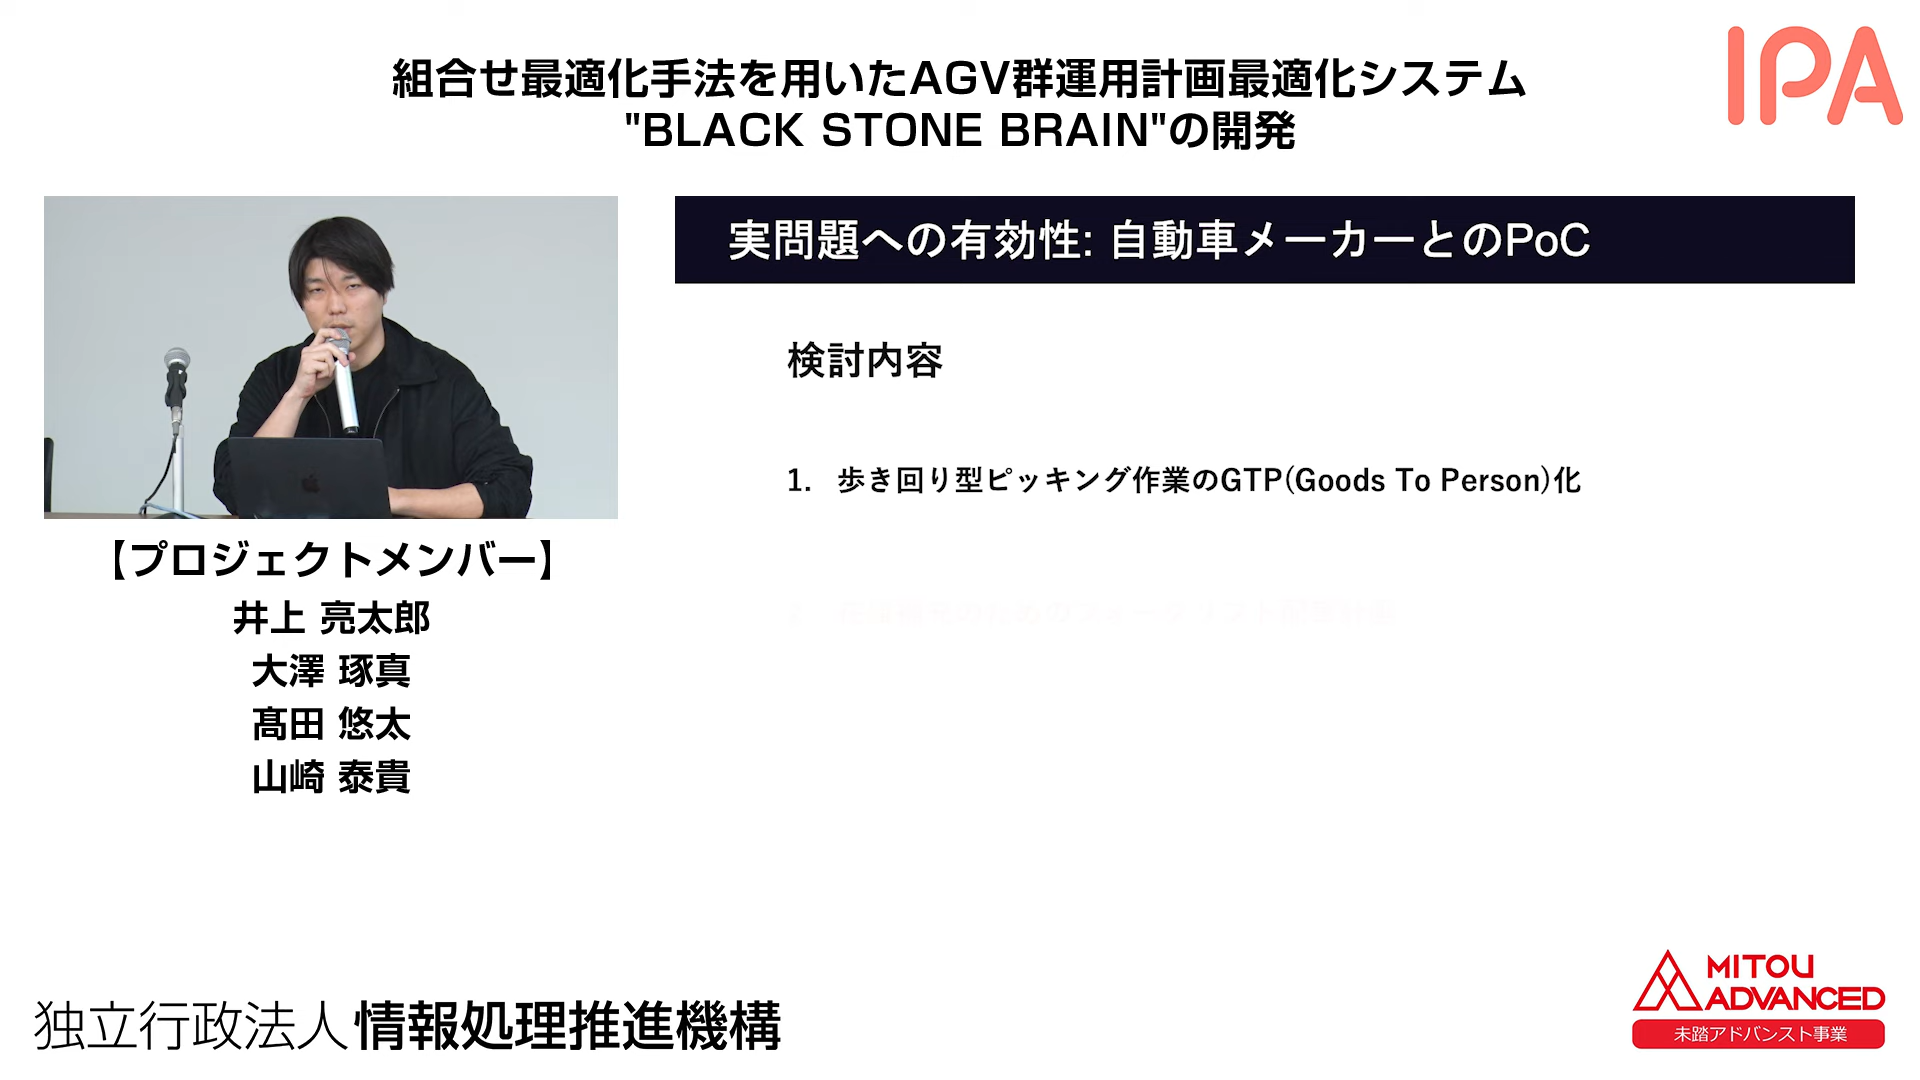 組合せ最適化手法を用いたAGV群運用計画最適化システム
"BLACK STONE BRAIN"の開発
IPA
実問題への有効性: 自動車メーカーとのPoC
検討内容
1. 歩き回り型ピッキング作業のGTP(Goods To Person)化
【プロジェクトメンバー】
井上 亮太郎
大澤 琢真
髙田 悠太
山崎 泰貴
独立行政法人情報処理推進機構
MITOU
ADVANCED
未踏アドバンスト事業